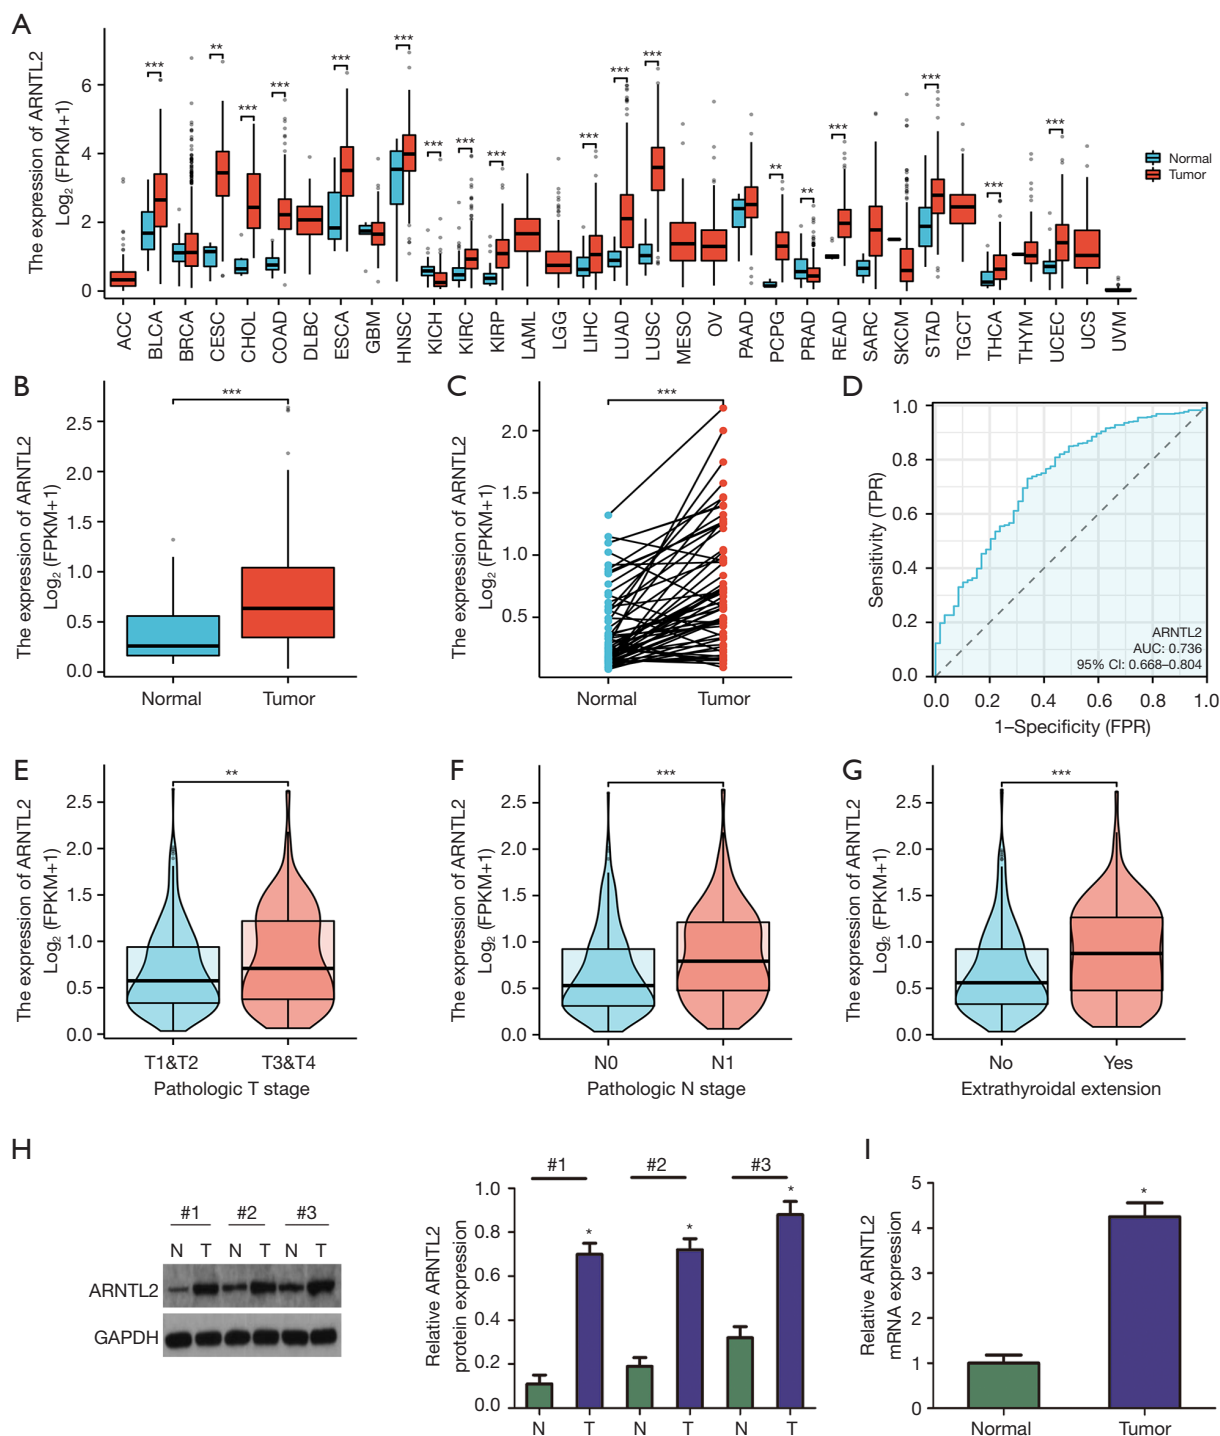 A
The expression of ARNTL2
Log₂ (FPKM+1)
6
4
2
0
***
**
***
***
***
***
***
***
***
***
***
***
**
**
***
***
***
***
Normal
Tumor
ACC
BLCA
BRCA
CESC
CHOL
COAD
DLBC
ESCA
GBM
HNSC
KICH
KIRC
KIRP
LAML
LGG
LIHC
LUAD
LUSC
MESO
OV
PAAD
PCPG
PRAD
READ
SARC
SKCM
STAD
TGCT
THCA
THYM
UCEC
UCS
UVM
B
The expression of ARNTL2
Log₂ (FPKM+1)
2.5
2.0
1.5
1.0
0.5
0.0
***
Normal
Tumor
C
The expression of ARNTL2
Log₂ (FPKM+1)
2.0
1.5
1.0
0.5
***
Normal
Tumor
D
Sensitivity (TPR)
1.0
0.8
0.6
0.4
0.2
0.0
ARNTL2
AUC: 0.736
95% CI: 0.668–0.804
0.0 0.2 0.4 0.6 0.8 1.0
1–Specificity (FPR)
E
The expression of ARNTL2
Log₂ (FPKM+1)
2.5
2.0
1.5
1.0
0.5
0.0
**
T1&T2
T3&T4
Pathologic T stage
F
The expression of ARNTL2
Log₂ (FPKM+1)
2.5
2.0
1.5
1.0
0.5
0.0
***
N0
N1
Pathologic N stage
G
The expression of ARNTL2
Log₂ (FPKM+1)
2.5
2.0
1.5
1.0
0.5
0.0
***
No
Yes
Extrathyroidal extension
H
#1 #2 #3
N T N T N T
ARNTL2
GAPDH
Relative ARNTL2
protein expression
1.0
0.8
0.6
0.4
0.2
0.0
#1
#2
#3
*
*
*
N T N T N T
I
Relative ARNTL2
mRNA expression
5
4
3
2
1
0
*
Normal
Tumor